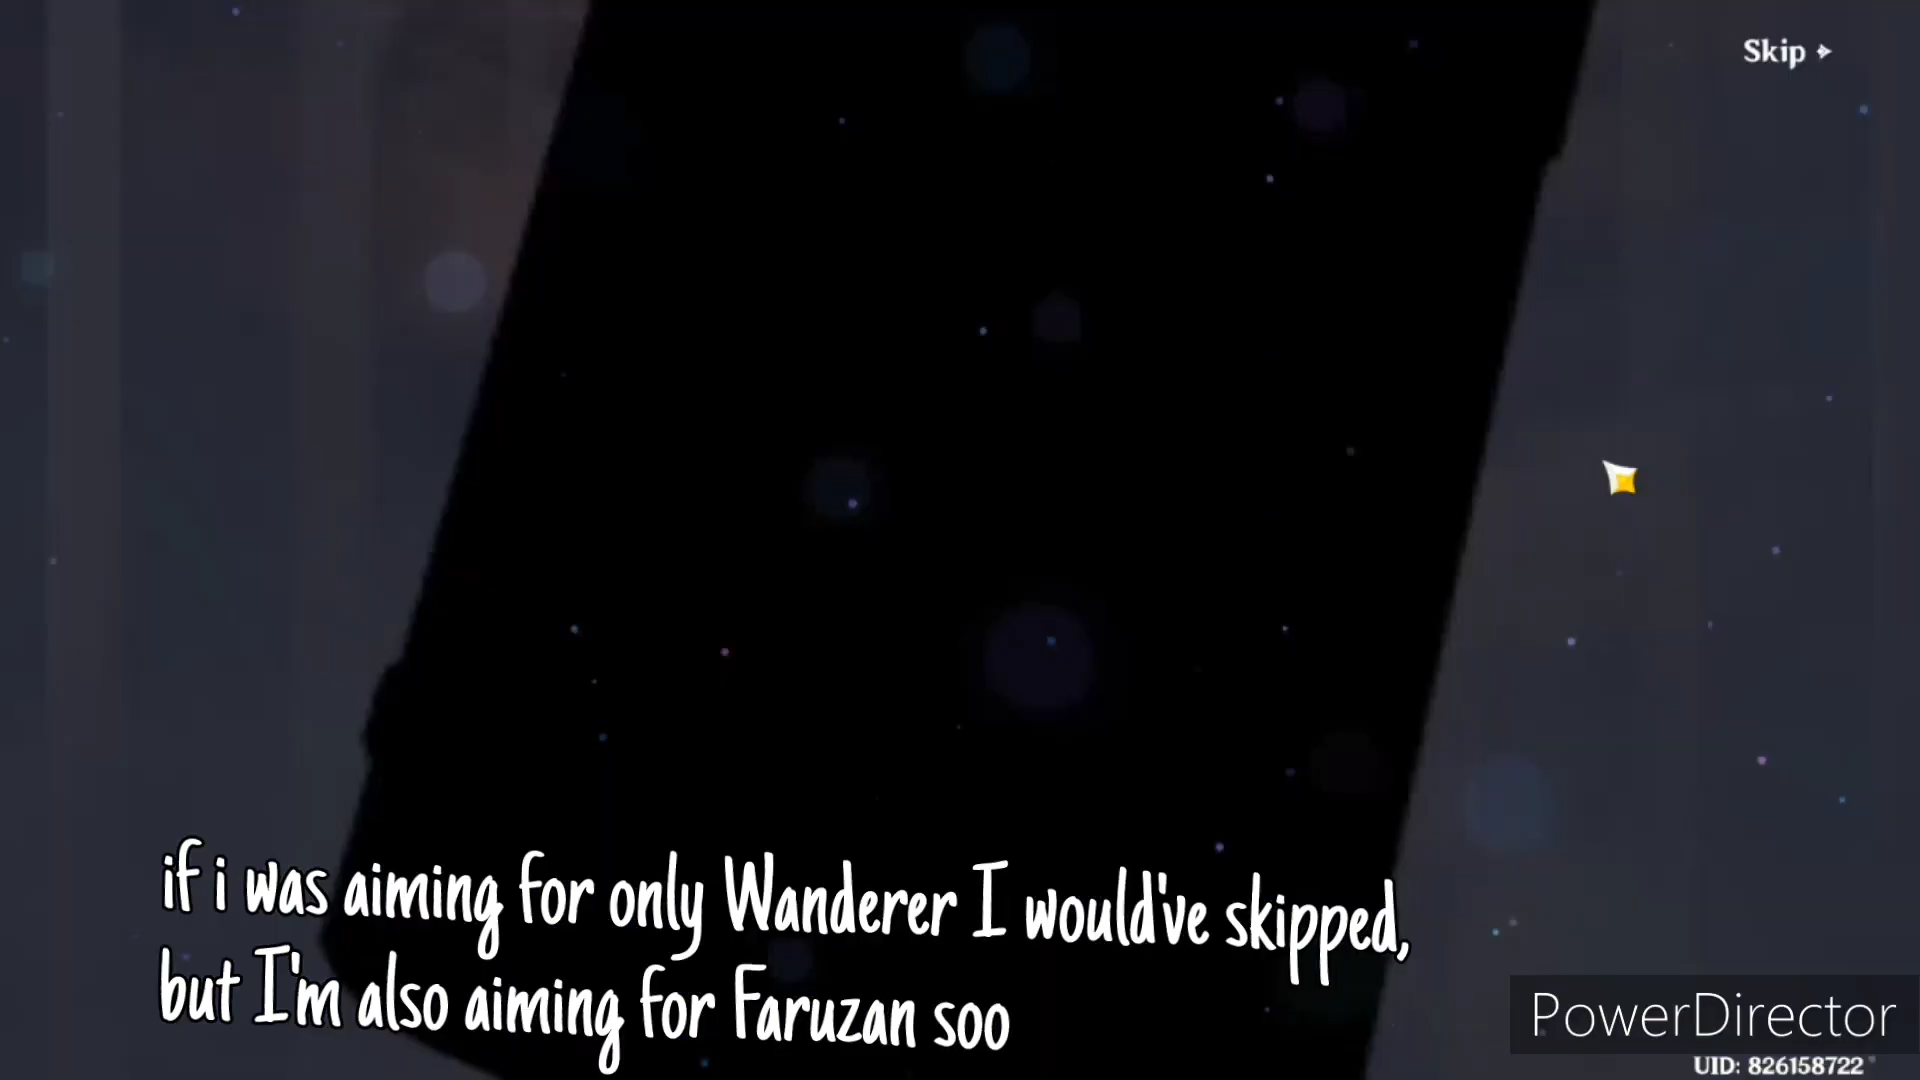 Skip
if i was aiming for only Wanderer I would've skipped,
but I'm also aiming for Faruzan soo
PowerDirector
UID: 826158722